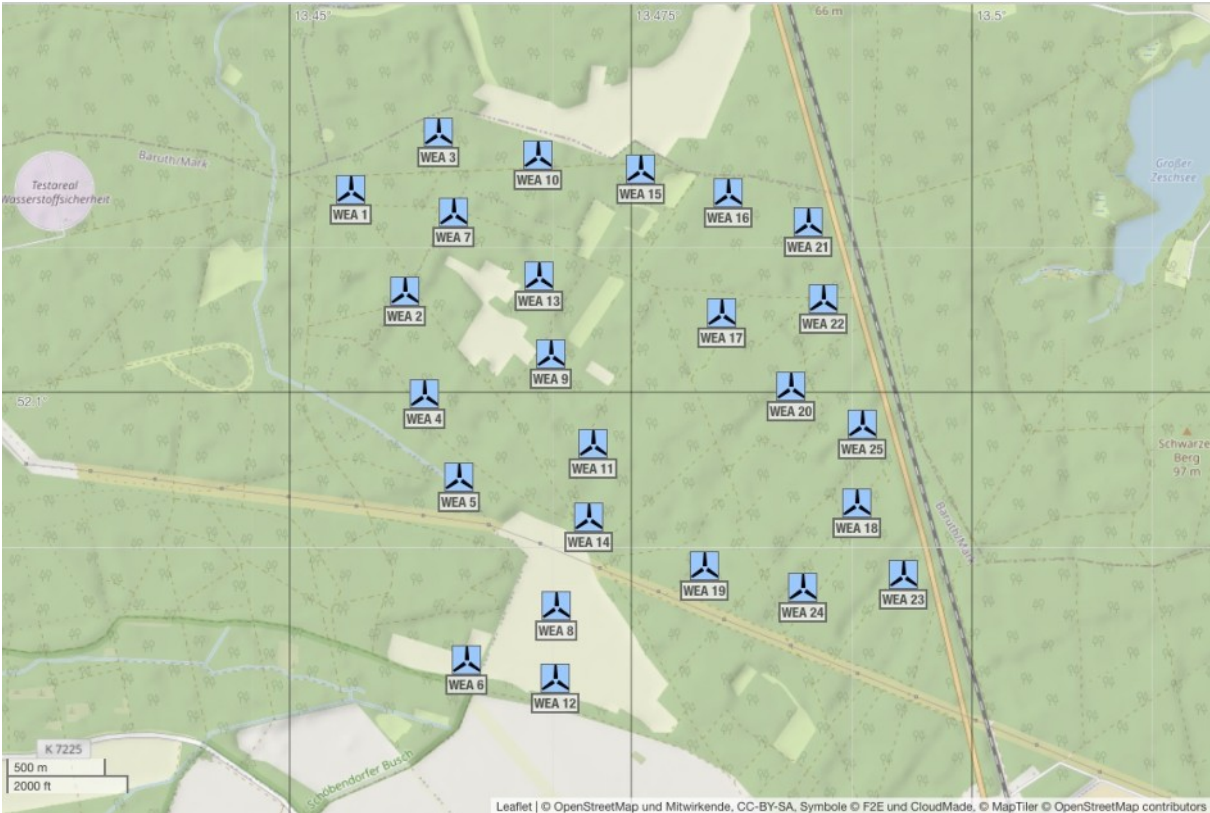 13.45°
13.475°
66 m
13.5°
Baruth/Mark
WEA 3
WEA 10
Testareal
Wasserstoffsicherheit
WEA 15
Großer
Zeschsee
WEA 1
WEA 16
WEA 7
WEA 21
WEA 2
WEA 13
WEA 22
WEA 17
WEA 9
52.1°
WEA 4
WEA 20
WEA 25
Schwarze
Berg
97 m
WEA 11
WEA 5
WEA 18
Baruth/Mark
WEA 14
WEA 19
WEA 24
WEA 23
WEA 8
WEA 6
WEA 12
K 7225
Schöbendorfer Busch
500 m
2000 ft
Leaflet | © OpenStreetMap und Mitwirkende, CC-BY-SA, Symbole © F2E und CloudMade, © MapTiler © OpenStreetMap contributors